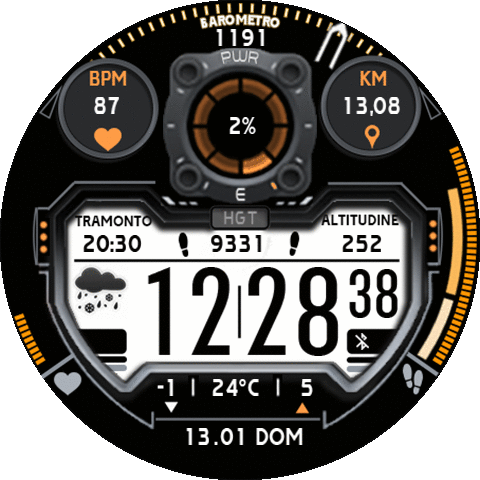 BAROMETRO
1191
PWR
BPM
87
2%
KM
13,08
E
HGT
TRAMONTO
20:30
9331
ALTITUDINE
252
12|28 38
-1 | 24°C | 5
13.01 DOM